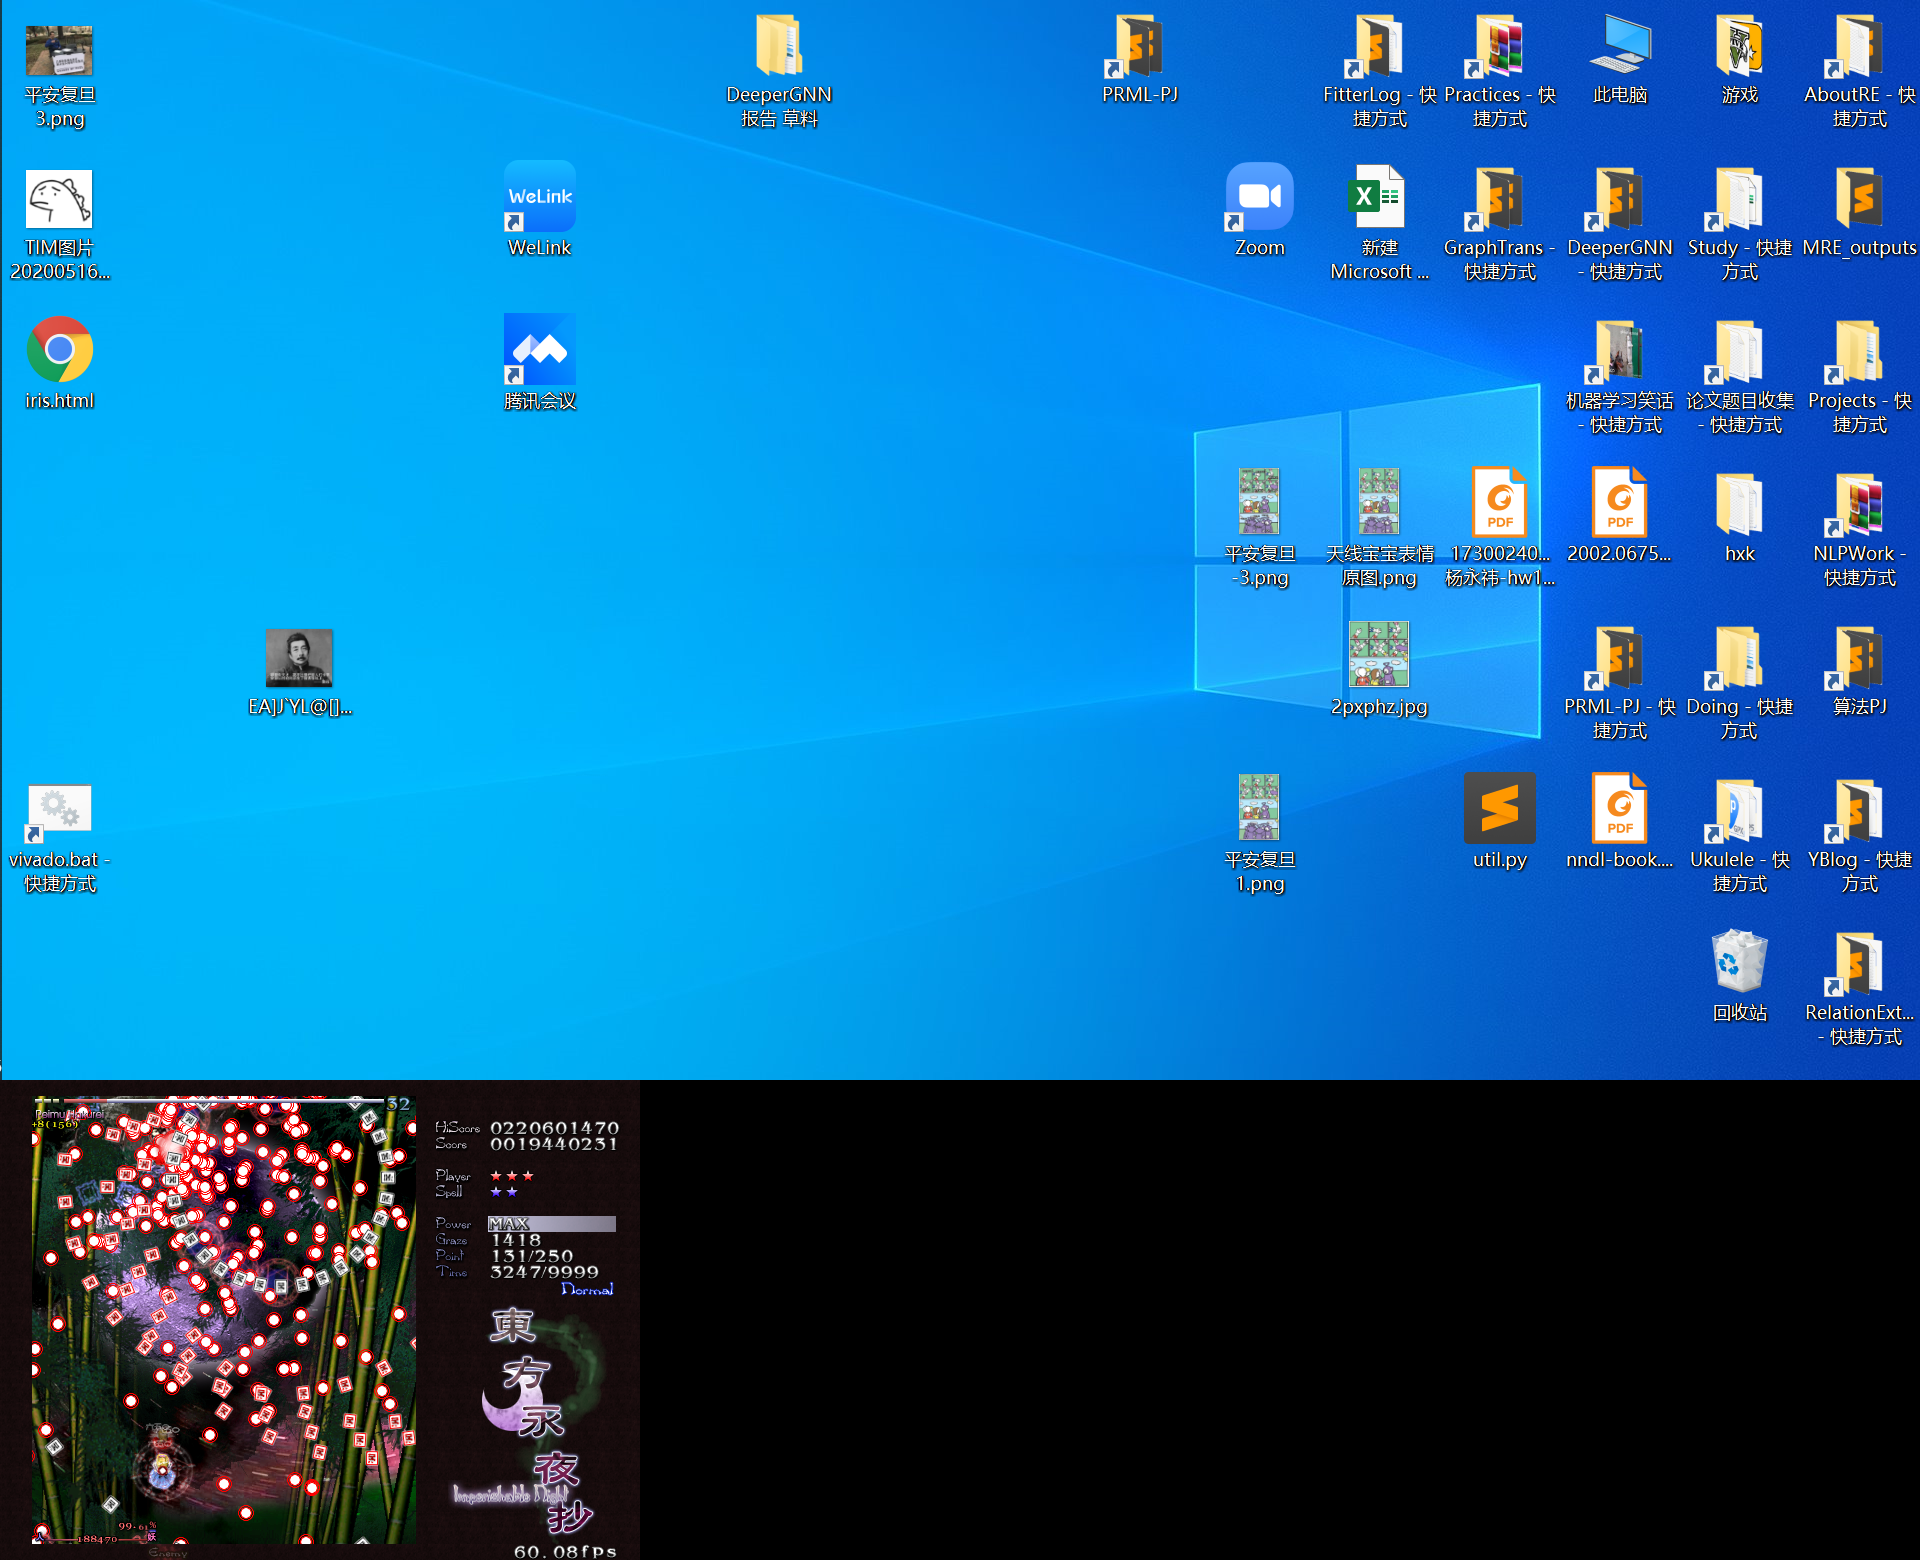 平安复旦
3.png
DeeperGNN
报告 草料
PRML-PJ
FitterLog - 快
捷方式
Practices - 快
捷方式
此电脑
游戏
AboutRE - 快
捷方式
TIM图片
20200516...
WeLink
WeLink
Zoom
新建
Microsoft ...
GraphTrans -
快捷方式
DeeperGNN
- 快捷方式
Study - 快捷
方式
MRE_outputs
iris.html
腾讯会议
机器学习笑话
- 快捷方式
论文题目收集
- 快捷方式
Projects - 快
捷方式
平安复旦
-3.png
天线宝宝表情
原图.png
PDF
17300240...
杨永祎-hw1...
PDF
2002.0675...
hxk
NLPWork -
快捷方式
EA]J`YL@[]...
2pxphz.jpg
PRML-PJ - 快
捷方式
Doing - 快捷
方式
算法PJ
vivado.bat -
快捷方式
平安复旦
1.png
util.py
PDF
nndl-book....
Ukulele - 快
捷方式
YBlog - 快捷
方式
回收站
RelationExt...
- 快捷方式
Reimu Hakurei
32
+8(156)
HiScore 0220601470
Score 0019440231
Player ★★★
Spell ★★
Power MAX
Graze 1418
Point 131/250
Time 3247/9999
Normal
東
方
永
夜
抄
Imperishable Night
188470
Enemy
60.08fps